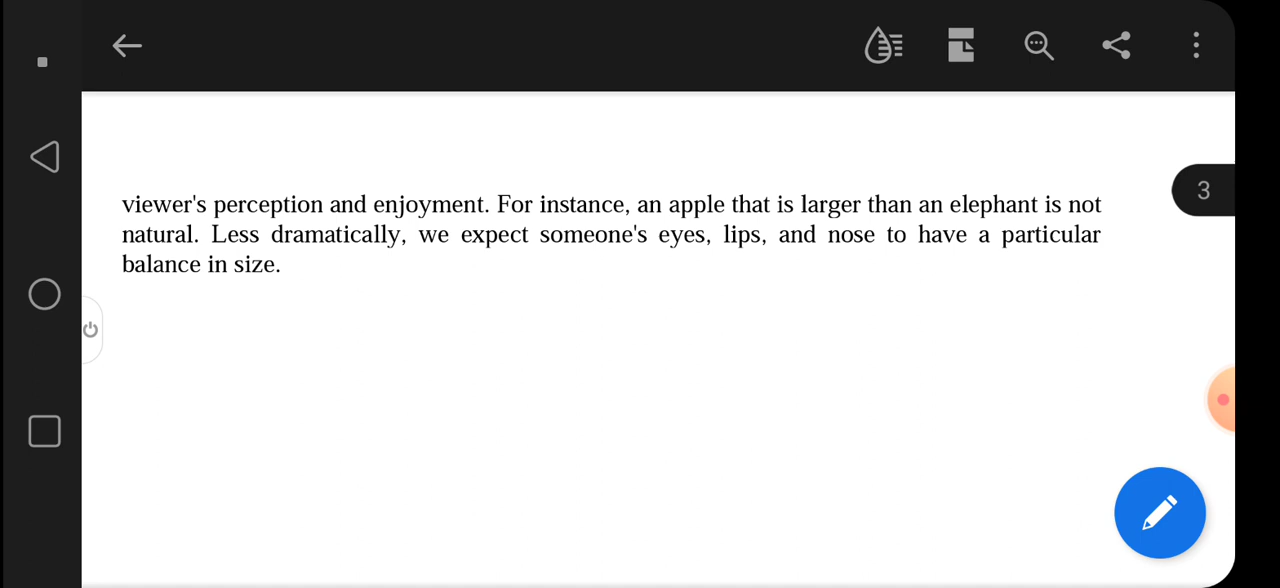 3
viewer's perception and enjoyment. For instance, an apple that is larger than an elephant is not
natural. Less dramatically, we expect someone's eyes, lips, and nose to have a particular
balance in size.